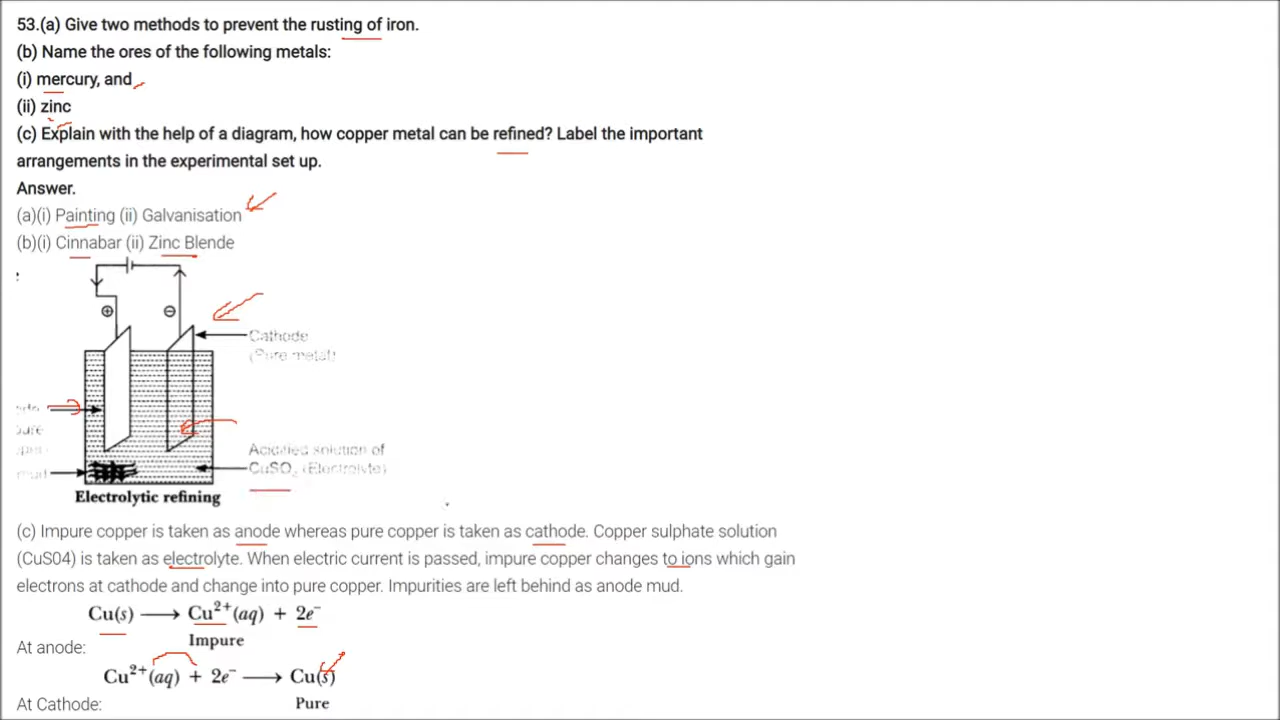 53.(a) Give two methods to prevent the rusting of iron.
(b) Name the ores of the following metals:
(i) mercury, and
(ii) zinc
(c) Explain with the help of a diagram, how copper metal can be refined? Label the important
arrangements in the experimental set up.
Answer.
(a)(i) Painting (ii) Galvanisation
(b)(i) Cinnabar (ii) Zinc Blende
⊕ ⊖
Cathode
(Pure metal)
Acidified solution of
mud
CuSO₄ (Electrolyte)
Electrolytic refining
(c) Impure copper is taken as anode whereas pure copper is taken as cathode. Copper sulphate solution
(CuS04) is taken as electrolyte. When electric current is passed, impure copper changes to ions which gain
electrons at cathode and change into pure copper. Impurities are left behind as anode mud.
Cu(s) ⟶ Cu²⁺(aq) + 2e⁻
Impure
At anode:
Cu²⁺(aq) + 2e⁻ ⟶ Cu(s)
At Cathode:
Pure